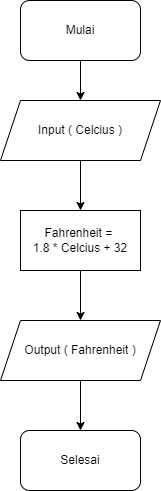 Mulai
Input ( Celcius )
Fahrenheit =
1.8 * Celcius + 32
Output ( Fahrenheit )
Selesai